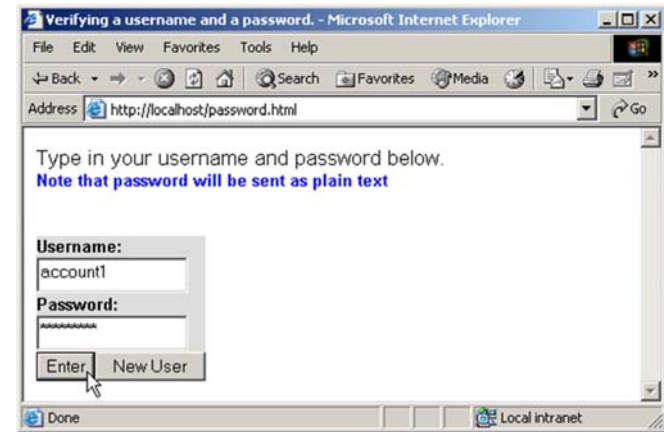 Verifying a username and a password. - Microsoft Internet Explorer
File Edit View Favorites Tools Help
Back Search Favorites Media »
Address http://localhost/password.html Go
Type in your username and password below.
Note that password will be sent as plain text
Username:
account1
Password:
*********
Enter New User
Done Local intranet